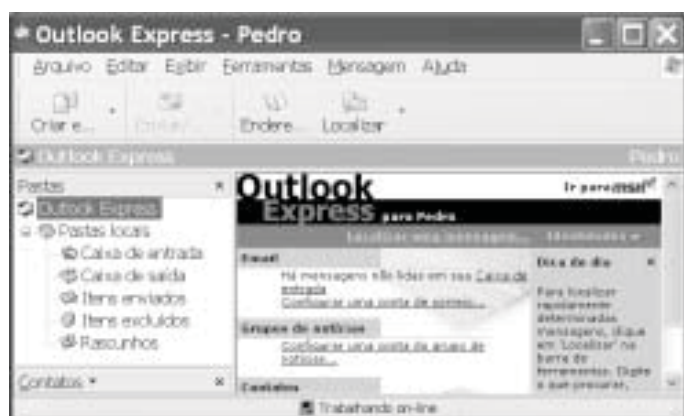 Outlook Express - Pedro
Arquivo Editar Exibir Ferramentas Mensagem Ajuda
Criar e... Endere... Localizar
Outlook Express Pedro
Pastas
Outlook Express
Pastas locais
Caixa de entrada
Caixa de saída
Itens enviados
Itens excluídos
Rascunhos
Contatos
Outlook Express para Pedro
Ir para msn
Localizar uma mensagem... Identidades
Email
Há mensagens não lidas em sua Caixa de entrada
Configurar uma conta de correio...
Grupos de notícias
Configurar uma conta de grupo de notícias...
Contatos
Dica do dia
Para localizar
rapidamente
determinadas
mensagens, clique
em 'Localizar' na
barra de
ferramentas. Digite
o que procurar,
Trabalhando on-line